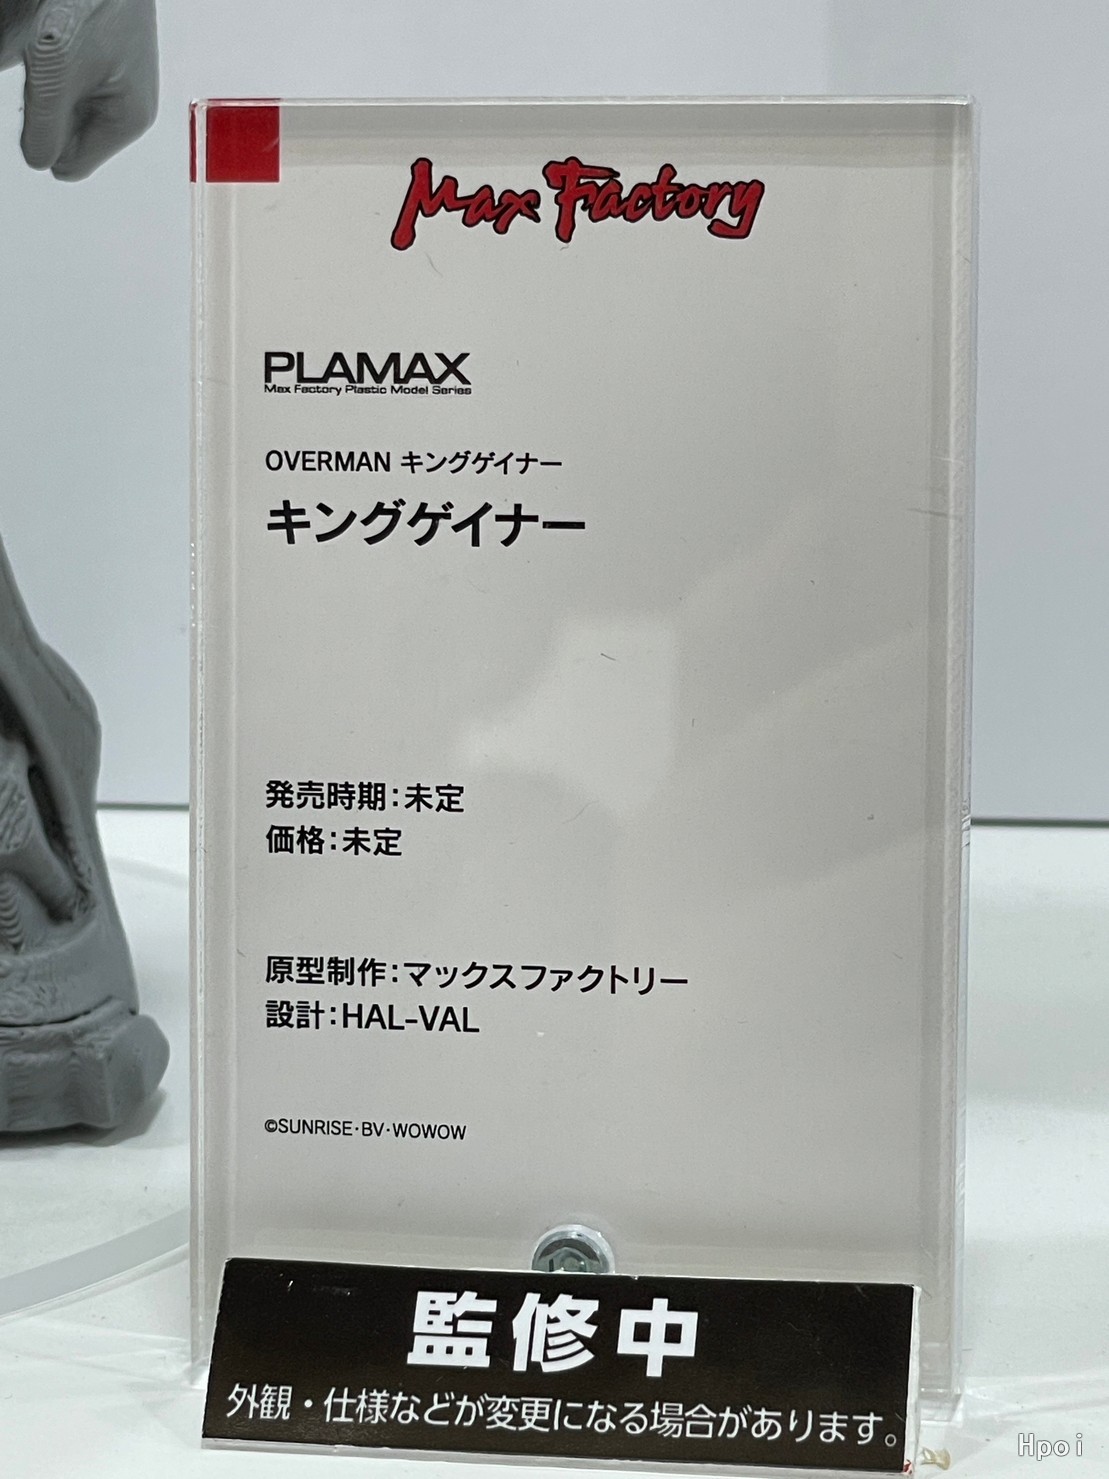 Max Factory
PLAMAX
Max Factory Plastic Model Series
OVERMAN キングゲイナー
キングゲイナー
発売時期:未定
価格:未定
原型制作:マックスファクトリー
設計:HAL-VAL
©SUNRISE・BV・WOWOW
監修中
外観・仕様などが変更になる場合があります。
Hpoi